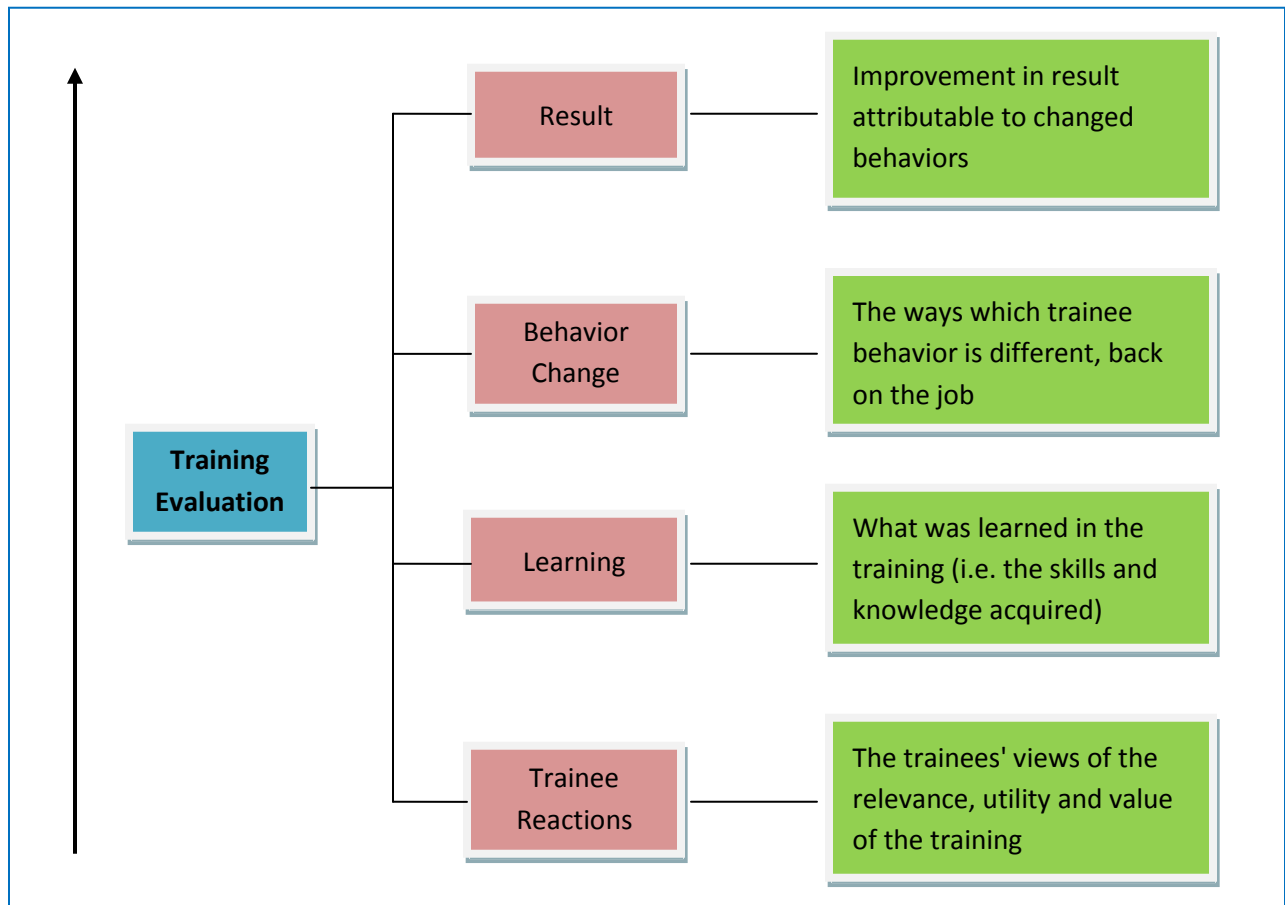 Result
Improvement in result
attributable to changed
behaviors
Behavior
Change
The ways which trainee
behavior is different, back
on the job
Training
Evaluation
Learning
What was learned in the
training (i.e. the skills and
knowledge acquired)
Trainee
Reactions
The trainees' views of the
relevance, utility and value
of the training